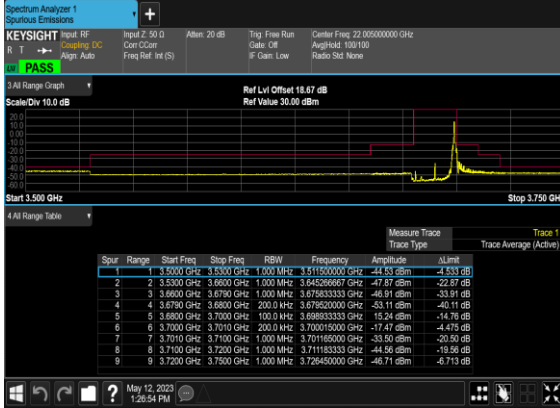 Spectrum Analyzer 1
Spurious Emissions
+
KEYSIGHT Input: RF Input Z: 50 Ω Atten: 20 dB Trig: Free Run Center Freq: 22.005000000 GHz
R T Coupling: DC Corr CCorr Gate: Off Avg|Hold: 100/100
Align: Auto Freq Ref: Int (S) IF Gain: Low Radio Std: None
LXI PASS
3 All Range Graph
Ref Lvl Offset 18.67 dB
Scale/Div 10.0 dB Ref Value 30.00 dBm
20.0
10.0
0.00
-10.0
-20.0
-30.0
-40.0
-50.0
-60.0
Start 3.500 GHz Stop 3.750 GH
4 All Range Table
Measure Trace Trace 1
Trace Type Trace Average (Active)
Spur Range Start Freq Stop Freq RBW Frequency Amplitude ΔLimit
1 1 3.5000 GHz 3.5300 GHz 1.000 MHz 3.511500000 GHz -44.53 dBm -4.533 dB
2 2 3.5300 GHz 3.6600 GHz 1.000 MHz 3.645266667 GHz -47.87 dBm -22.87 dB
3 3 3.6600 GHz 3.6790 GHz 1.000 MHz 3.675833333 GHz -46.91 dBm -33.91 dB
4 4 3.6790 GHz 3.6800 GHz 200.0 kHz 3.679520000 GHz -53.11 dBm -40.11 dB
5 5 3.6800 GHz 3.7000 GHz 100.0 kHz 3.698933333 GHz 15.24 dBm -14.76 dB
6 6 3.7000 GHz 3.7010 GHz 200.0 kHz 3.700015000 GHz -17.47 dBm -4.475 dB
7 7 3.7010 GHz 3.7100 GHz 1.000 MHz 3.701165000 GHz -33.50 dBm -20.50 dB
8 8 3.7100 GHz 3.7200 GHz 1.000 MHz 3.711183333 GHz -44.56 dBm -19.56 dB
9 9 3.7200 GHz 3.7500 GHz 1.000 MHz 3.726450000 GHz -46.71 dBm -6.713 dB
? May 12, 2023
1:26:54 PM